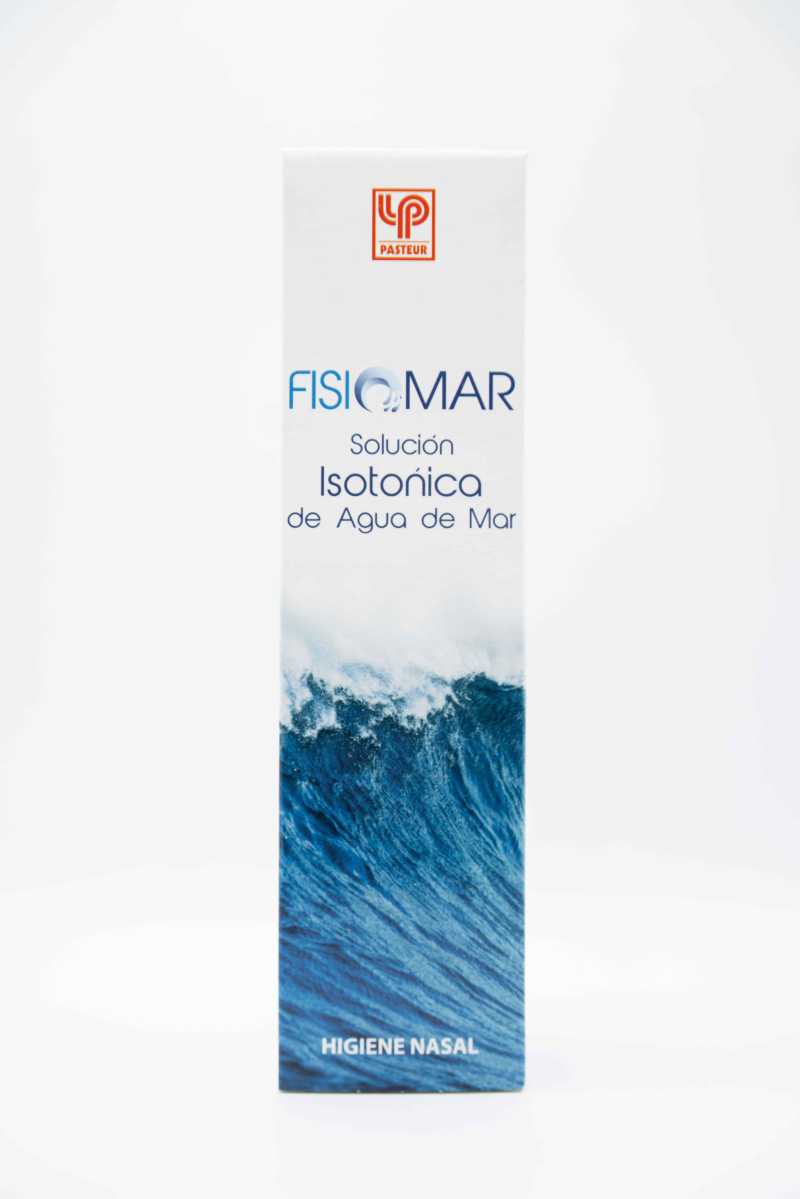 LP
PASTEUR
FISIOMAR
Solución
Isotońica
de Agua de Mar
HIGIENE NASAL